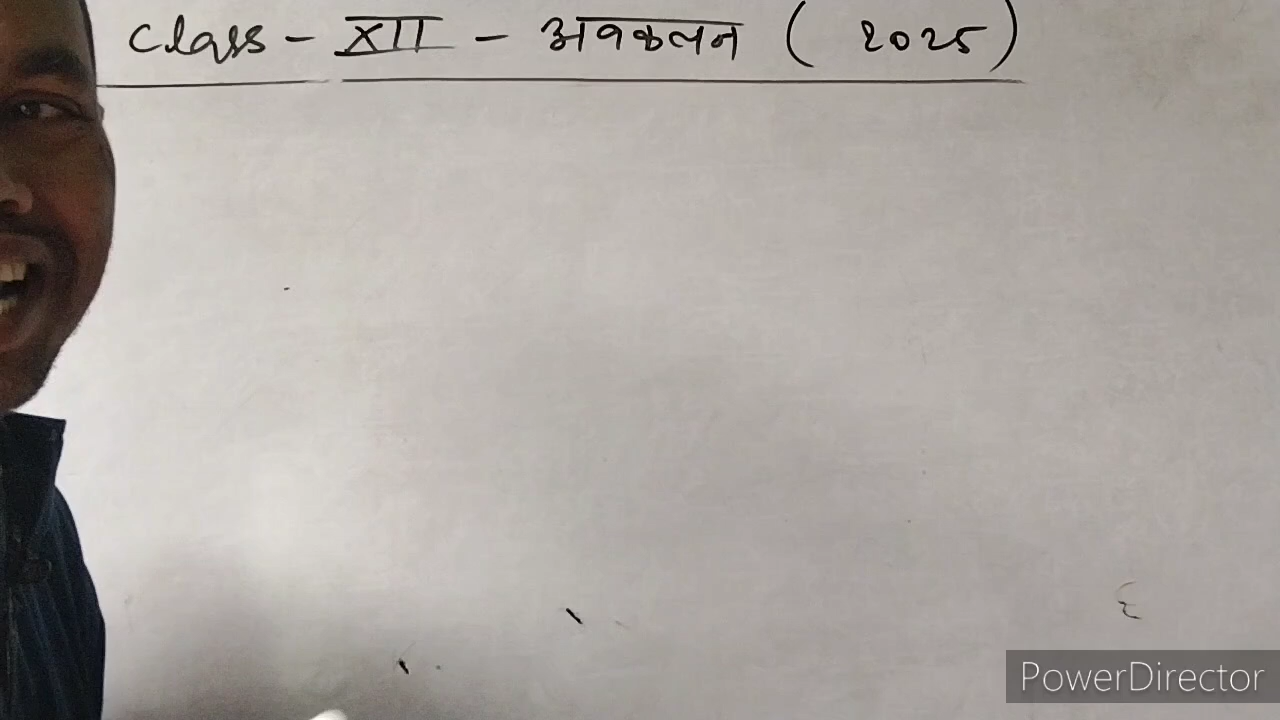 Class - XII - अवकलन ( 2025 )
PowerDirector